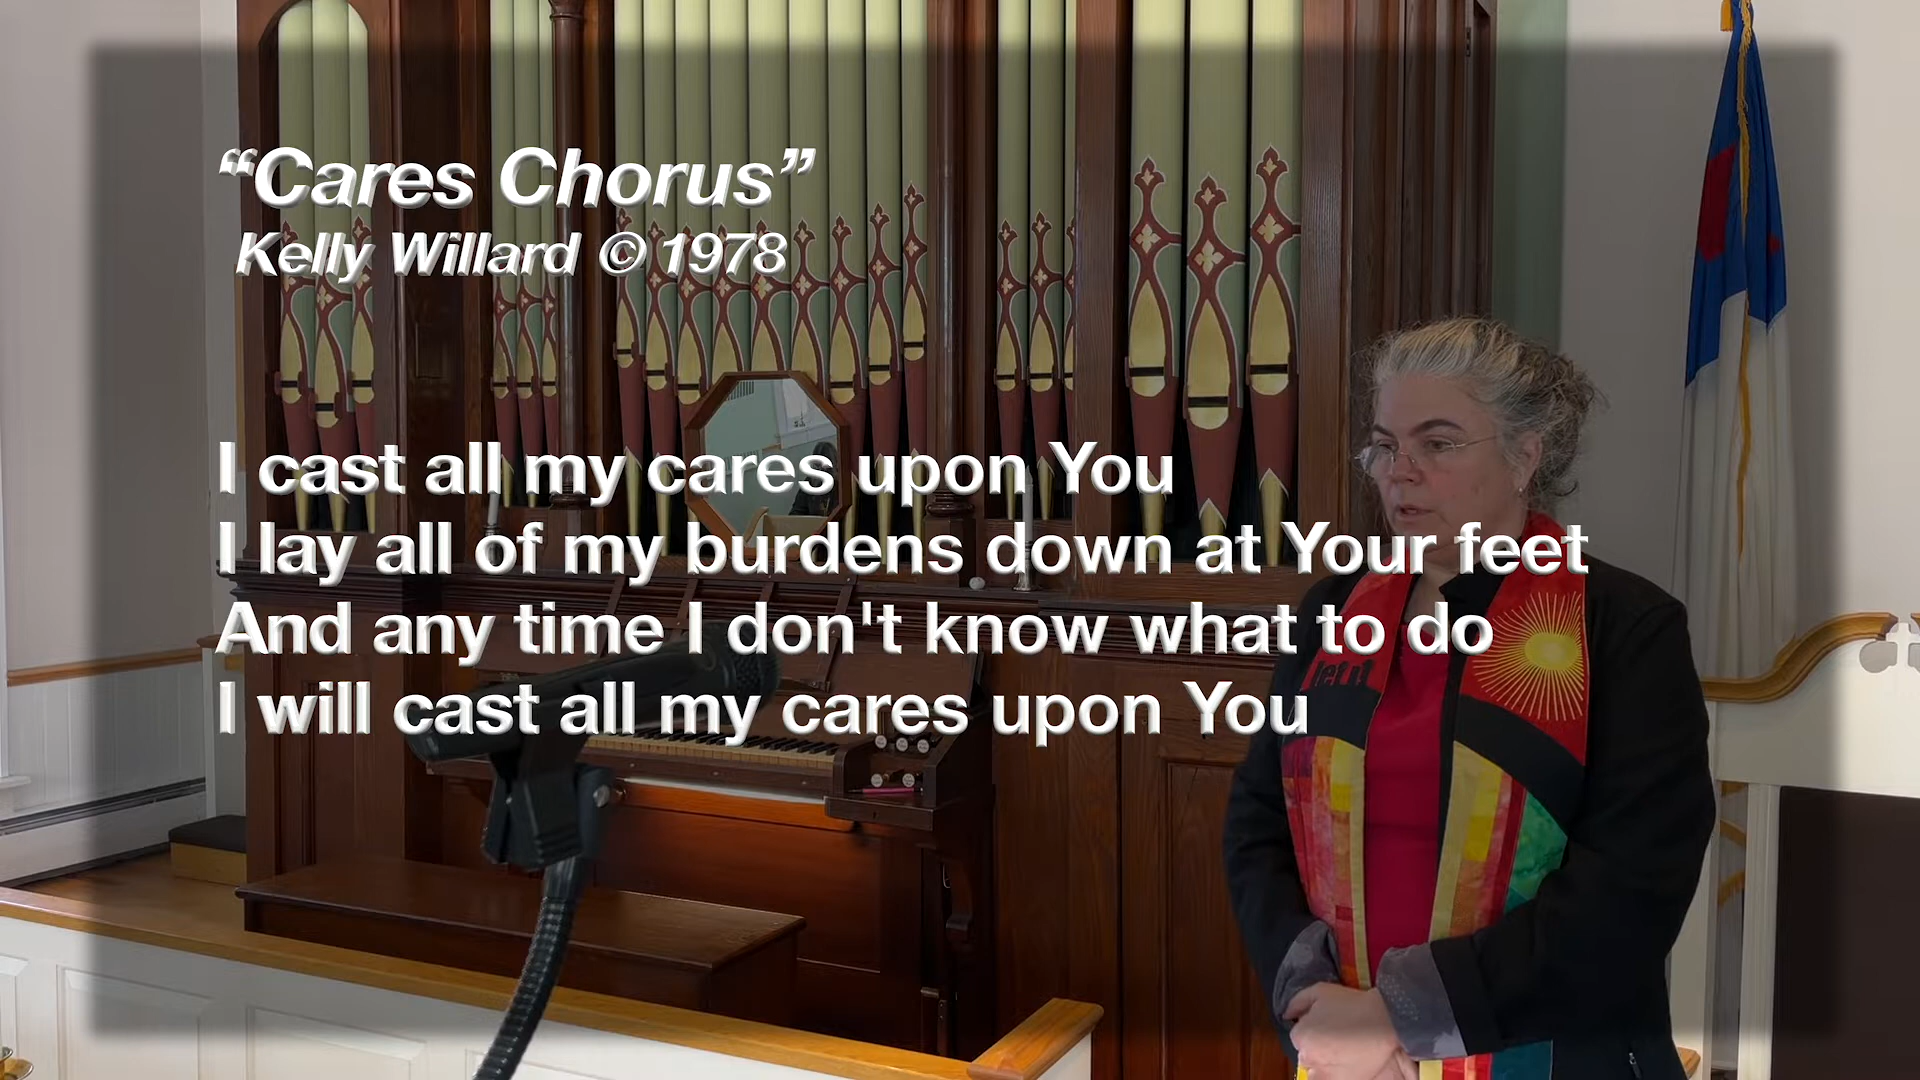 “Cares Chorus”
Kelly Willard © 1978
I cast all my cares upon You
I lay all of my burdens down at Your feet
And any time I don't know what to do
I will cast all my cares upon You